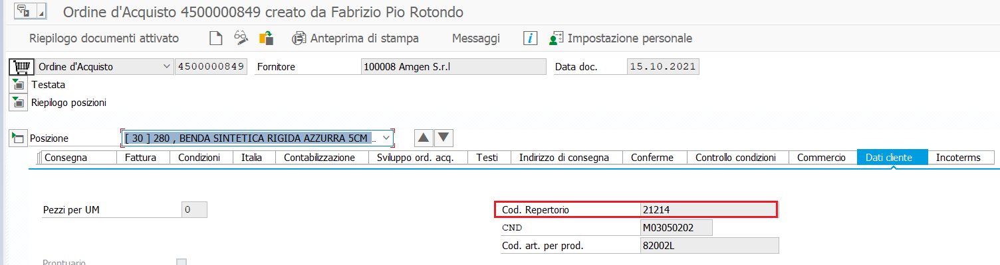 Ordine d'Acquisto 4500000849 creato da Fabrizio Pio Rotondo
Riepilogo documenti attivato Anteprima di stampa Messaggi Impostazione personale
Ordine d'Acquisto 4500000849 Fornitore 100008 Amgen S.r.l Data doc. 15.10.2021
Testata
Riepilogo posizioni
Posizione [ 30 ] 280 , BENDA SINTETICA RIGIDA AZZURRA 5CM ...
Consegna Fattura Condizioni Italia Contabilizzazione Sviluppo ord. acq. Testi Indirizzo di consegna Conferme Controllo condizioni Commercio Dati cliente Incoterms
Pezzi per UM 0 Cod. Repertorio 21214
CND M03050202
Cod. art. per prod. 82002L
Prontuario